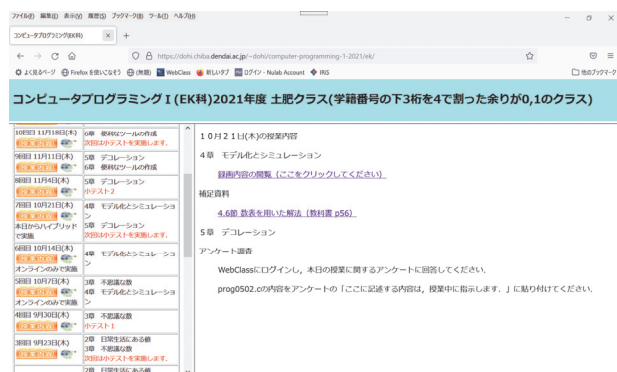 ファイル(F) 編集(E) 表示(V) 履歴(S) ブックマーク(B) ツール(T) ヘルプ(H)
コンピュータプログラミングI(EK科)
https://dohi.chiba.dendai.ac.jp/~dohi/computer-programming-1-2021/ek/
よく見るページ Firefox を使いこなそう (無題) WebClass 新しいタブ ログイン - Nulab Account IRIS 他のブックマーク
コンピュータプログラミング I (EK科)2021年度 土肥クラス(学籍番号の下3桁を4で割った余りが0,1のクラス)
10回目 11月18日(木)
6章 便利なツールの作成
次回は小テストを実施します。
9回目 11月11日(木)
5章 デコレーション
6章 便利なツールの作成
8回目 11月4日(木)
5章 デコレーション
小テスト2
7回目 10月21日(木)
本日からハイブリッド
で実施
4章 モデル化とシミュレーショ
ン
5章 デコレーション
次回は小テストを実施します。
6回目 10月14日(木)
オンラインのみで実施
4章 モデル化とシミュレーショ
ン
5回目 10月7日(木)
オンラインのみで実施
3章 不思議な数
4章 モデル化とシミュレーショ
ン
4回目 9月30日(木)
3章 不思議な数
小テスト1
3回目 9月23日(木)
2章 日常生活にある値
3章 不思議な数
次回は小テストを実施します。
2章 日常生活にある値
10月21日(木)の授業内容
4章 モデル化とシミュレーション
録画内容の閲覧（ここをクリックしてください）
補足資料
4.6節 数表を用いた解法（教科書 p56）
5章 デコレーション
アンケート調査
WebClassにログインし，本日の授業に関するアンケートに回答してください．
prog0502.cの内容をアンケートの「ここに記述する内容は，授業中に指示します．」に貼り付けてください．